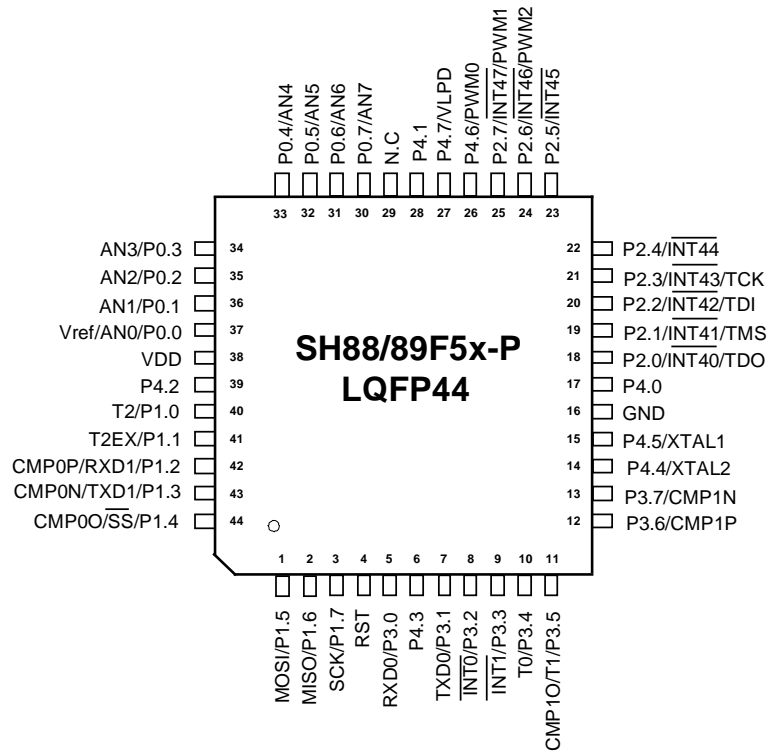 P0.4/AN4
P0.5/AN5
P0.6/AN6
P0.7/AN7
N.C
P4.1
P4.7/VLPD
P4.6/PWM0
P2.7/INT47/PWM1
P2.6/INT46/PWM2
P2.5/INT45
33 32 31 30 29 28 27 26 25 24 23
AN3/P0.3 34
AN2/P0.2 35
AN1/P0.1 36
Vref/AN0/P0.0 37
VDD 38
P4.2 39
T2/P1.0 40
T2EX/P1.1 41
CMP0P/RXD1/P1.2 42
CMP0N/TXD1/P1.3 43
CMP0O/SS/P1.4 44
SH88/89F5x-P
LQFP44
22 P2.4/INT44
21 P2.3/INT43/TCK
20 P2.2/INT42/TDI
19 P2.1/INT41/TMS
18 P2.0/INT40/TDO
17 P4.0
16 GND
15 P4.5/XTAL1
14 P4.4/XTAL2
13 P3.7/CMP1N
12 P3.6/CMP1P
1 2 3 4 5 6 7 8 9 10 11
MOSI/P1.5
MISO/P1.6
SCK/P1.7
RST
RXD0/P3.0
P4.3
TXD0/P3.1
INT0/P3.2
INT1/P3.3
T0/P3.4
CMP1O/T1/P3.5